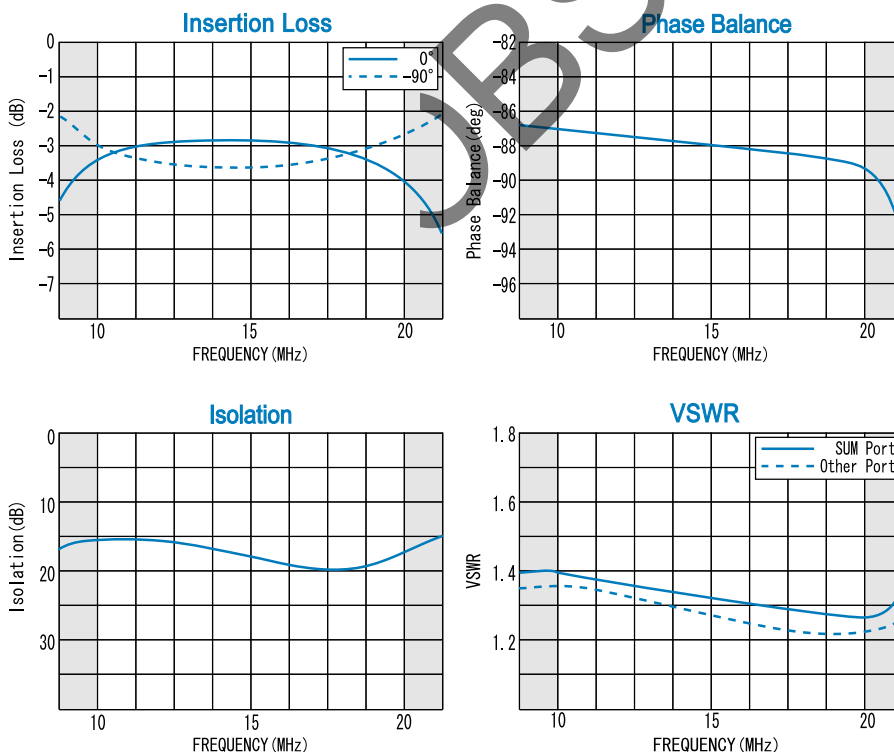 Insertion Loss
0
-1
-2
-3
-4
-5
-6
-7
Insertion Loss (dB)
0°
-90°
10
15
20
FREQUENCY(MHz)
Phase Balance
-82
-84
-86
-88
-90
-92
-94
-96
Phase Balance(deg)
10
15
20
FREQUENCY(MHz)
OBS
Isolation
0
10
20
30
Isolation(dB)
10
15
20
FREQUENCY(MHz)
VSWR
1.8
1.6
1.4
1.2
VSWR
SUM Port
Other Port
10
15
20
FREQUENCY(MHz)